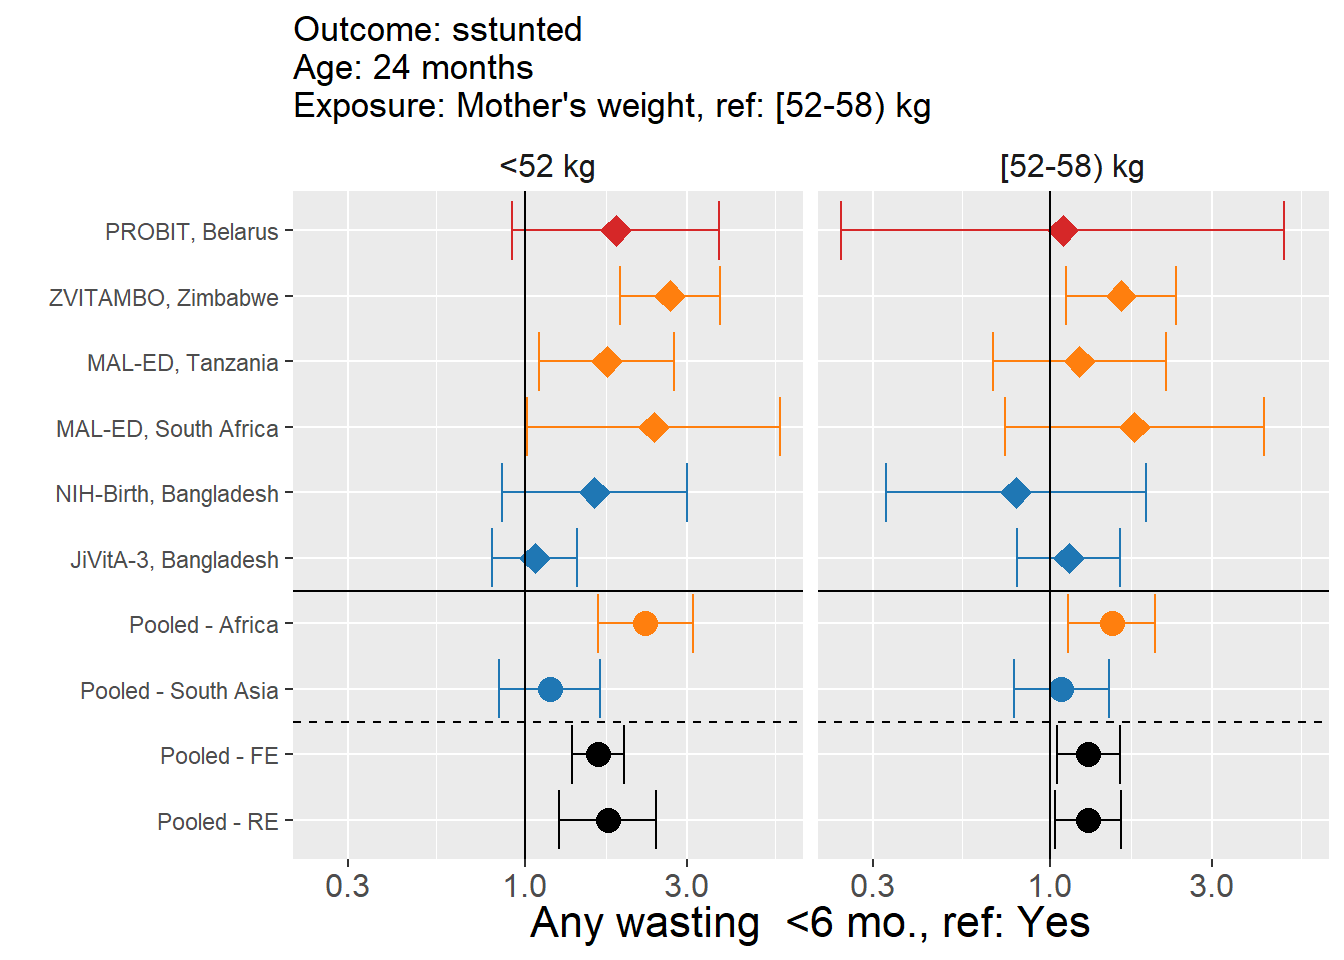 Outcome: sstunted
Age: 24 months
Exposure: Mother's weight, ref: [52-58) kg
<52 kg
[52-58) kg
PROBIT, Belarus
ZVITAMBO, Zimbabwe
MAL-ED, Tanzania
MAL-ED, South Africa
NIH-Birth, Bangladesh
JiVitA-3, Bangladesh
Pooled - Africa
Pooled - South Asia
Pooled - FE
Pooled - RE
0.3 1.0 3.0 0.3 1.0 3.0
Any wasting  <6 mo., ref: Yes